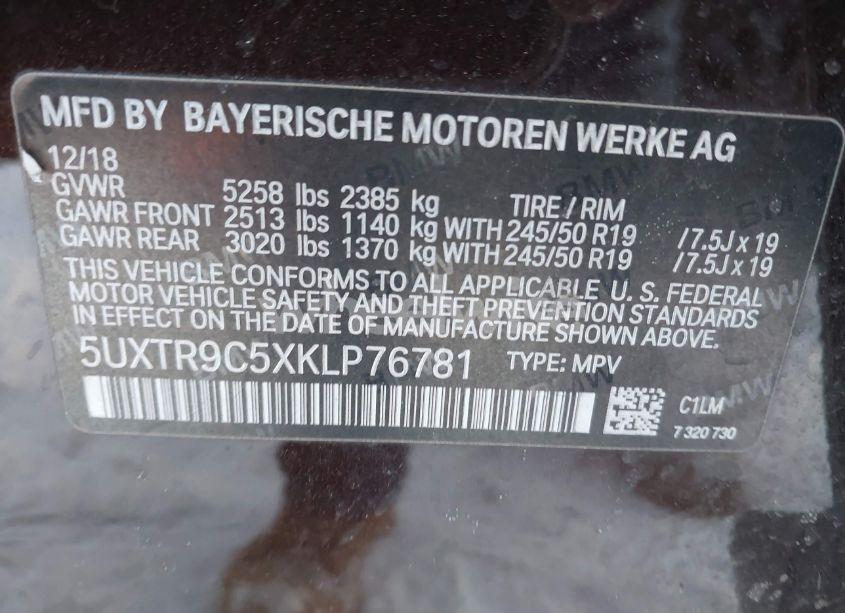 MFD BY BAYERISCHE MOTOREN WERKE AG
12/18
GVWR 5258 lbs 2385 kg TIRE / RIM
GAWR FRONT 2513 lbs 1140 kg WITH 245/50 R19 /7.5J x 19
GAWR REAR 3020 lbs 1370 kg WITH 245/50 R19 /7.5J x 19
THIS VEHICLE CONFORMS TO ALL APPLICABLE U. S. FEDERAL
MOTOR VEHICLE SAFETY AND THEFT PREVENTION STANDARDS
IN EFFECT ON THE DATE OF MANUFACTURE SHOWN ABOVE.
5UXTR9C5XKLP76781 TYPE: MPV
C1LM
7 320 730